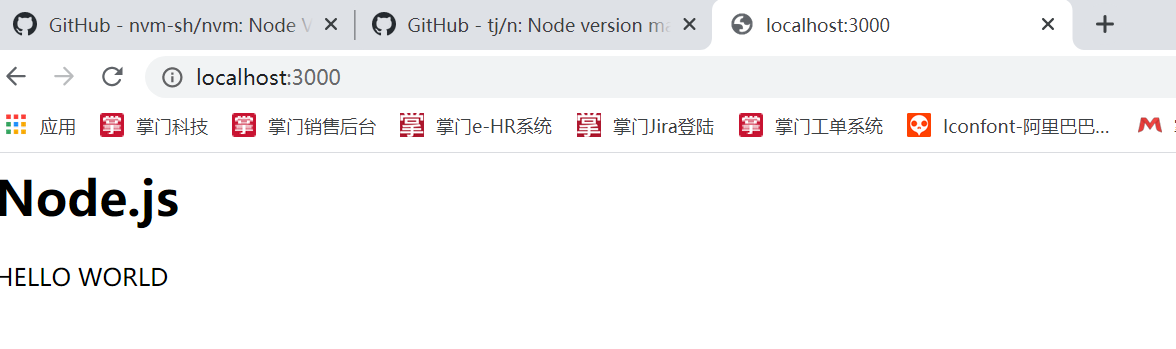 GitHub - nvm-sh/nvm: Node V
GitHub - tj/n: Node version ma
localhost:3000
localhost:3000
应用
掌门科技
掌门销售后台
掌门e-HR系统
掌门Jira登陆
掌门工单系统
Iconfont-阿里巴巴...
Node.js
HELLO WORLD